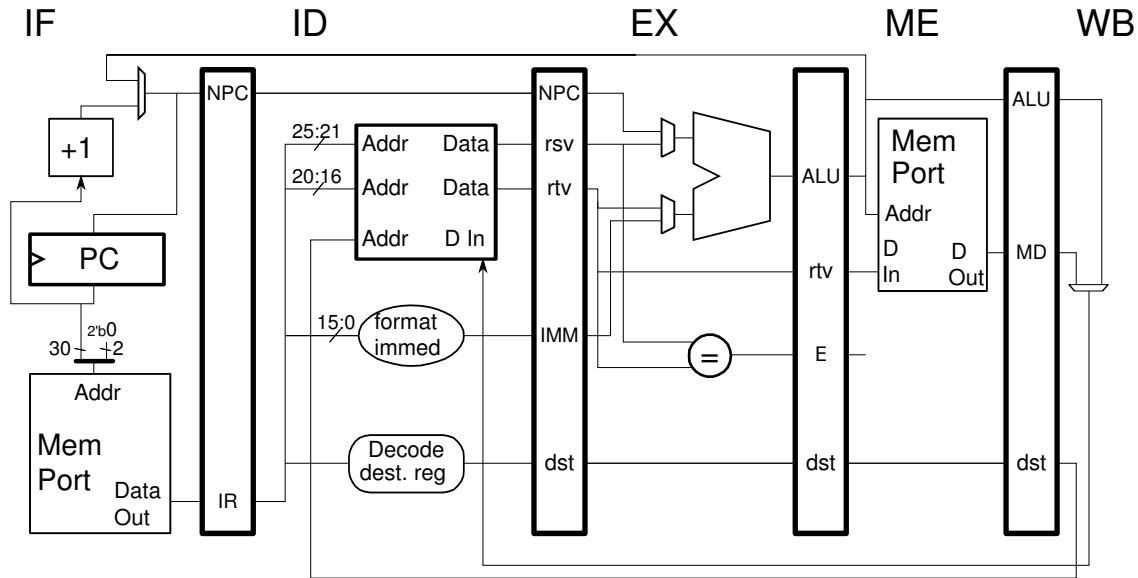 IF ID EX ME WB
NPC NPC ALU
+1
25:21 Addr Data rsv
Mem
Port
20:16 Addr Data rtv ALU
Addr
Addr D In
PC
D In
D Out
rtv MD
2'b0
30 2
15:0 format immed IMM
= E
Addr
Mem
Port
Decode
dest. reg
dst dst dst
Data
Out
IR